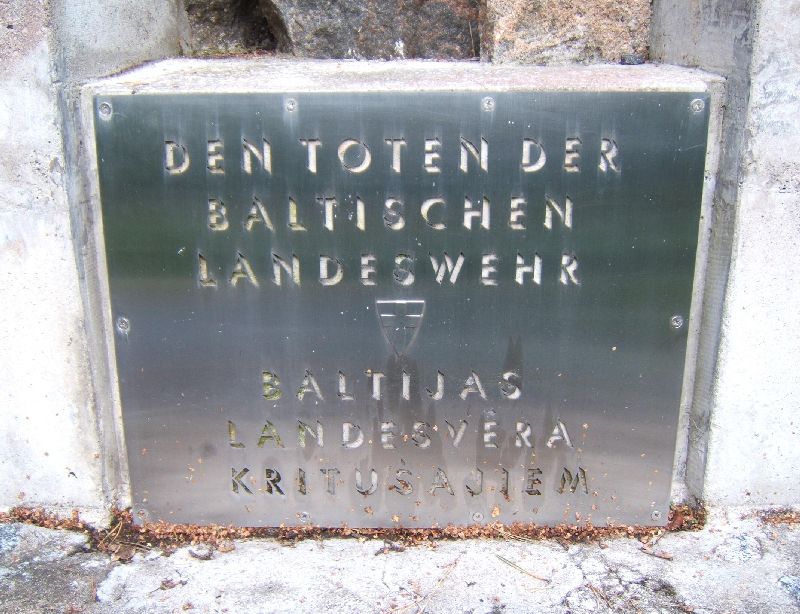 DEN TOTEN DER
BALTISCHEN
LANDESWEHR
BALTIJAS
LANDESVĒRA
KRITUŠAJIEM